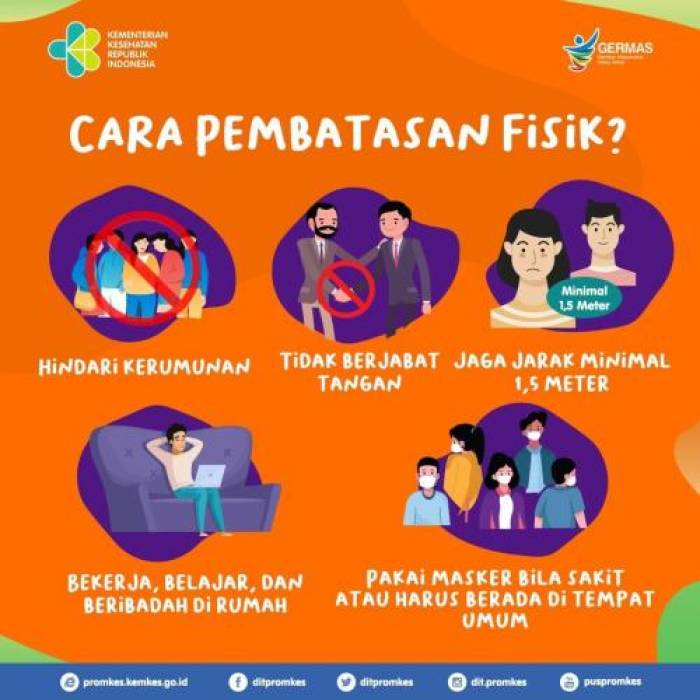 KEMENTERIAN
KESEHATAN
REPUBLIK
INDONESIA
GERMAS
CARA PEMBATASAN FISIK?
Minimal
1,5 Meter
HINDARI KERUMUNAN
TIDAK BERJABAT
TANGAN
JAGA JARAK MINIMAL
1,5 METER
BEKERJA, BELAJAR, DAN
BERIBADAH DI RUMAH
PAKAI MASKER BILA SAKIT
ATAU HARUS BERADA DI TEMPAT
UMUM
promkes.kemkes.go.id
ditpromkes
ditpromkes
dit.promkes
puspromkes